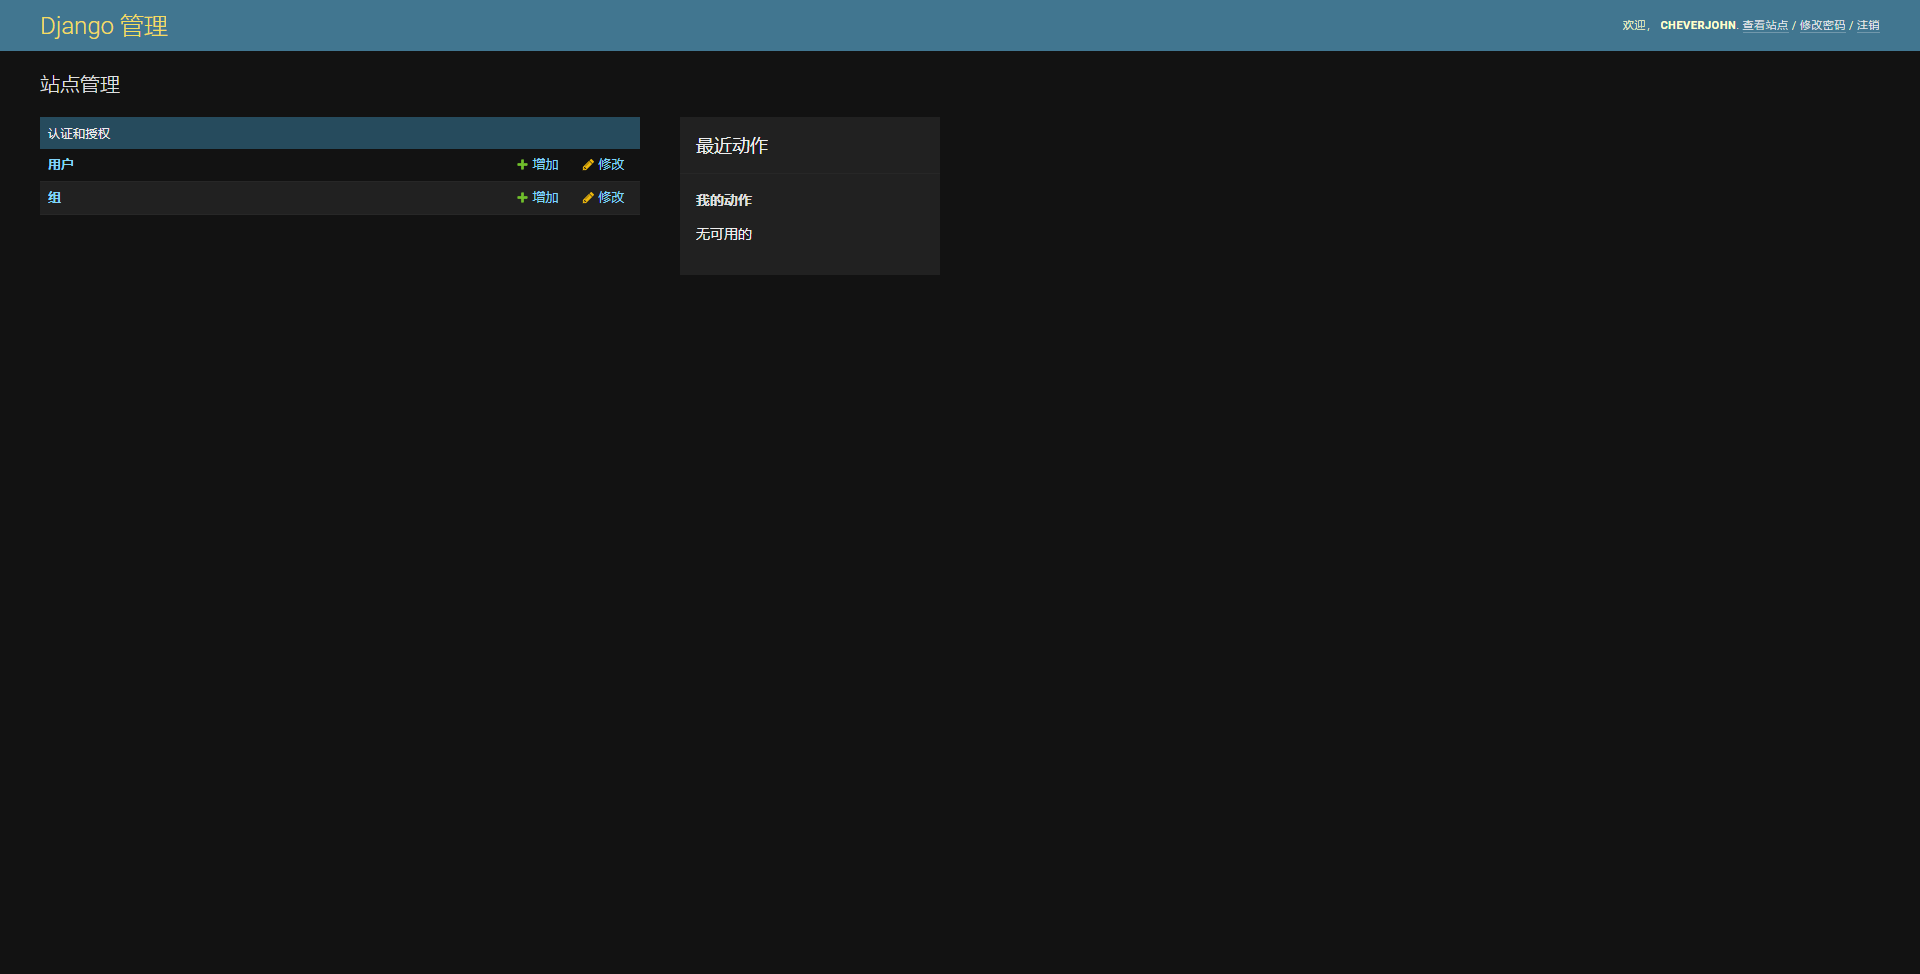 Django 管理
欢迎， CHEVERJOHN. 查看站点 / 修改密码 / 注销
站点管理
认证和授权
用户 增加 修改
组 增加 修改
最近动作
我的动作
无可用的